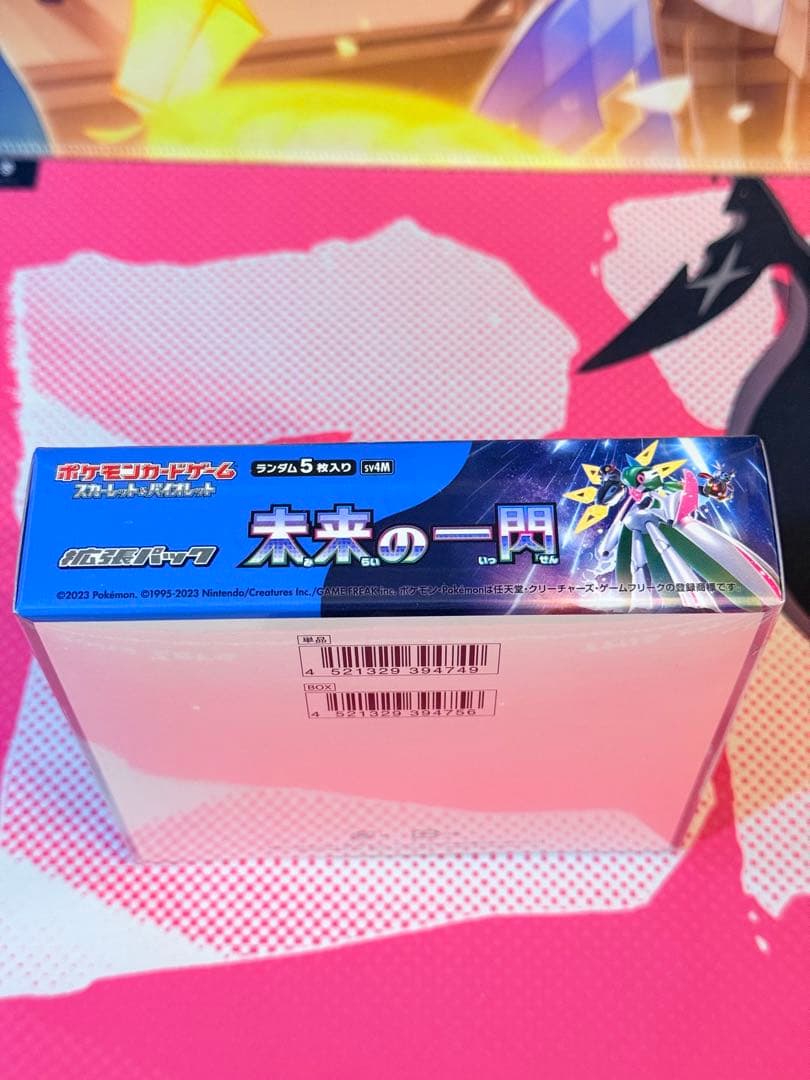 ポケモンカードゲーム
スカーレット&バイオレット
ランダム5枚入り
SV4M
拡張パック
未来の一閃
み らい いっ せん
©2023 Pokémon. ©1995-2023 Nintendo/Creatures Inc./GAME FREAK inc. ポケモン・Pokémonは任天堂・クリーチャーズ・ゲームフリークの登録商標です。
単品
4 521329 394749
BOX
4 521329 394756